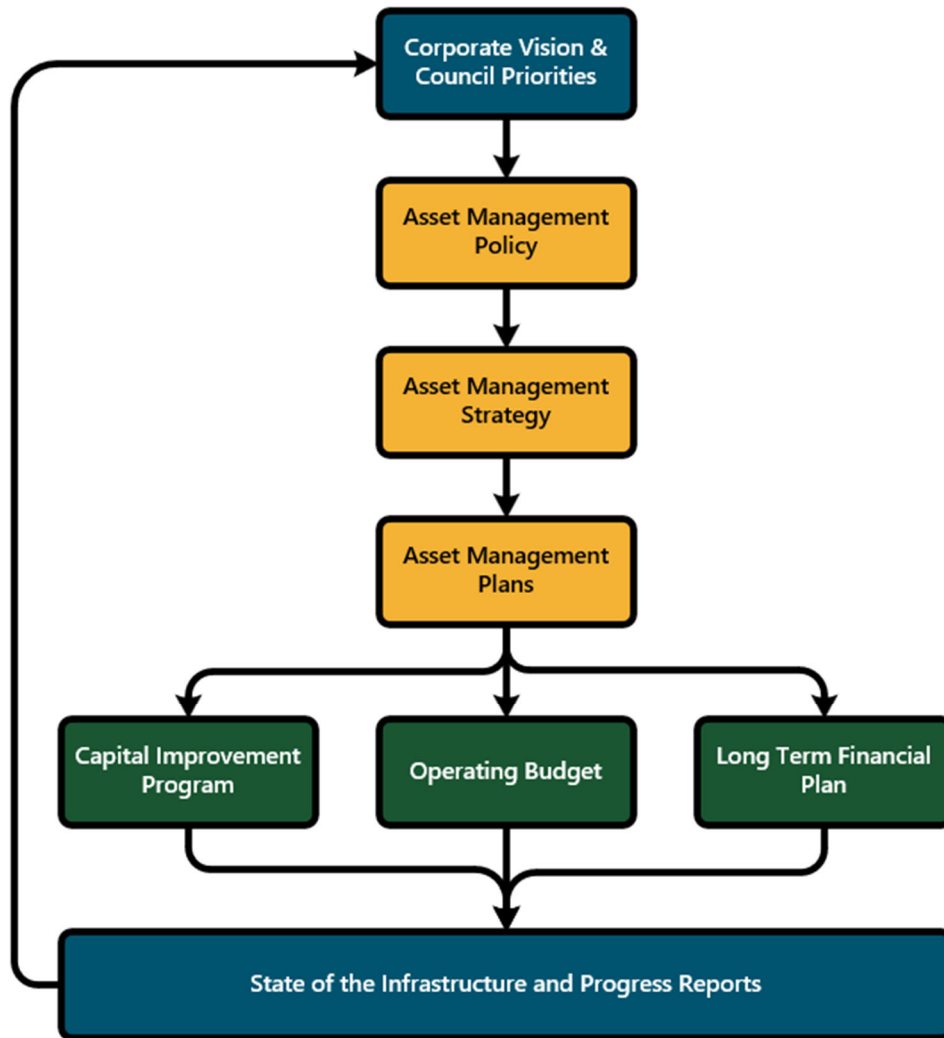 Corporate Vision &
Council Priorities
Asset Management
Policy
Asset Management
Strategy
Asset Management
Plans
Capital Improvement
Program
Operating Budget
Long Term Financial
Plan
State of the Infrastructure and Progress Reports